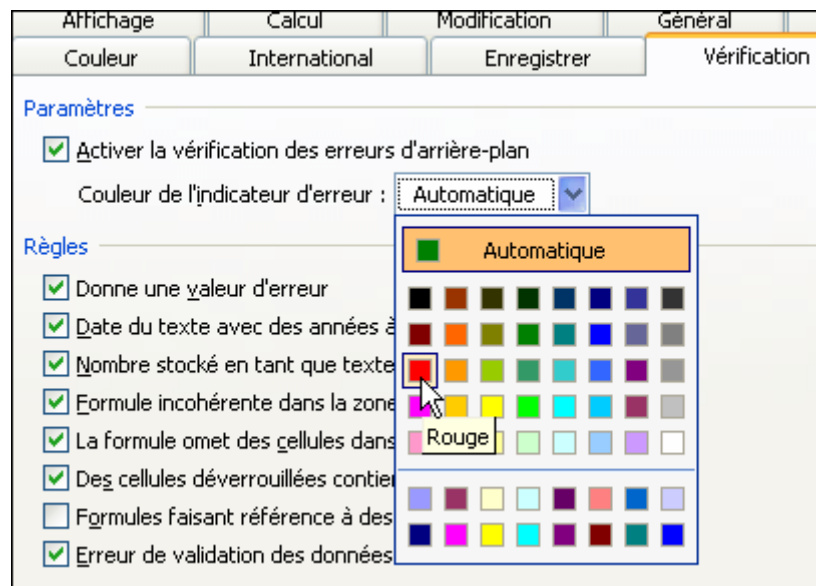 Affichage Calcul Modification Général
Couleur International Enregistrer Vérification
Paramètres
Activer la vérification des erreurs d'arrière-plan
Couleur de l'indicateur d'erreur : Automatique
Automatique
Règles
Donne une valeur d'erreur
Date du texte avec des années à
Nombre stocké en tant que texte
Formule incohérente dans la zone
La formule omet des cellules dans
Rouge
Des cellules déverrouillées contie
Formules faisant référence à des
Erreur de validation des données